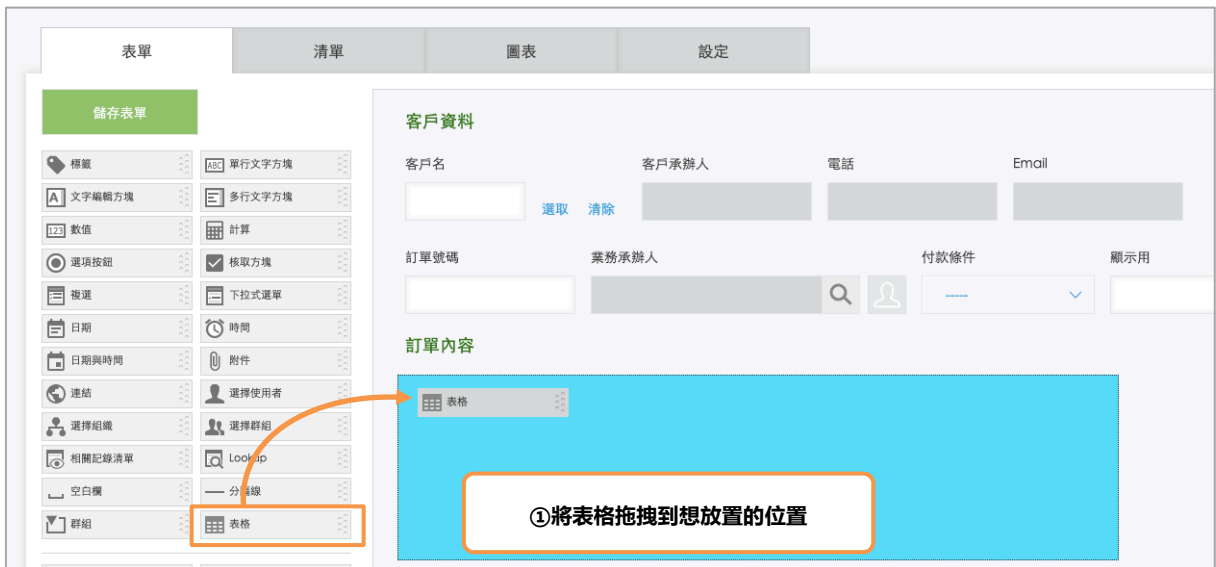 表單 清單 圖表 設定
儲存表單
標籤 ABC 單行文字方塊
A 文字編輯方塊 多行文字方塊
123 數值 計算
選項按鈕 核取方塊
複選 下拉式選單
日期 時間
日期與時間 附件
連結 選擇使用者
選擇組織 選擇群組
相關記錄清單 Lookup
空白欄 分隔線
群組 表格
客戶資料
客戶名 客戶承辦人 電話 Email
選取 清除
訂單號碼 業務承辦人 付款條件 顯示用
-----
訂單內容
表格
①將表格拖拽到想放置的位置